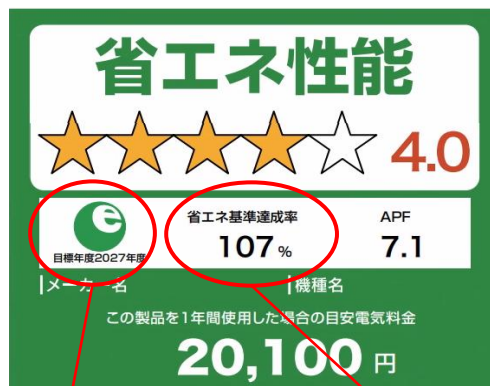 省エネ性能
4.0
e
目標年度2027年度
省エネ基準達成率
107%
APF
7.1
メーカー名
機種名
この製品を1年間使用した場合の目安電気料金
20,100円